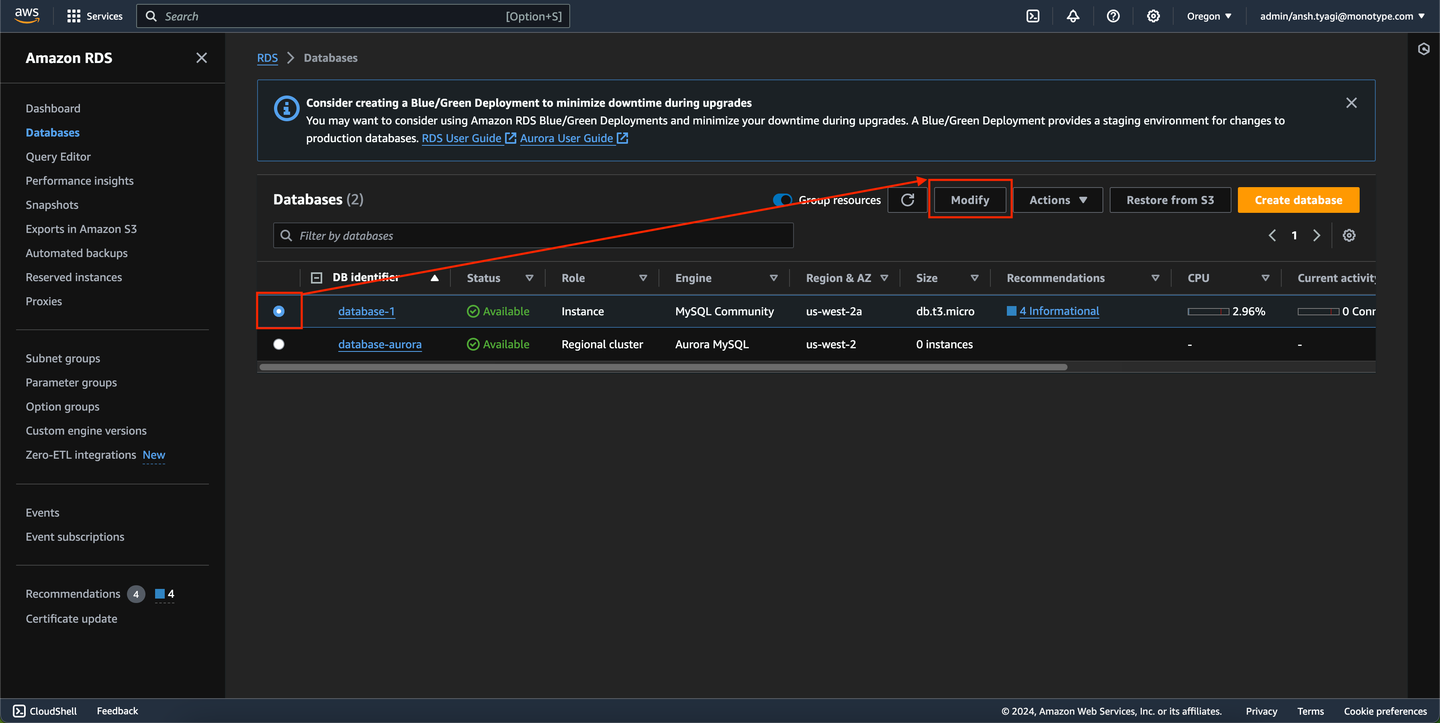 aws Services Search [Option+S] Oregon ▼ admin/ansh.tyagi@monotype.com ▼
Amazon RDS
Dashboard
Databases
Query Editor
Performance insights
Snapshots
Exports in Amazon S3
Automated backups
Reserved instances
Proxies
Subnet groups
Parameter groups
Option groups
Custom engine versions
Zero-ETL integrations New
Events
Event subscriptions
Recommendations 4 4
Certificate update
RDS > Databases
Consider creating a Blue/Green Deployment to minimize downtime during upgrades
You may want to consider using Amazon RDS Blue/Green Deployments and minimize your downtime during upgrades. A Blue/Green Deployment provides a staging environment for changes to
production databases. RDS User Guide Aurora User Guide
Databases (2) Group resources Modify Actions ▼ Restore from S3 Create database
Filter by databases 1
DB identifier Status Role Engine Region & AZ Size Recommendations CPU Current activity
database-1 Available Instance MySQL Community us-west-2a db.t3.micro 4 Informational 2.96% 0 Conn
database-aurora Available Regional cluster Aurora MySQL us-west-2 0 instances - -
CloudShell Feedback © 2024, Amazon Web Services, Inc. or its affiliates. Privacy Terms Cookie preferences